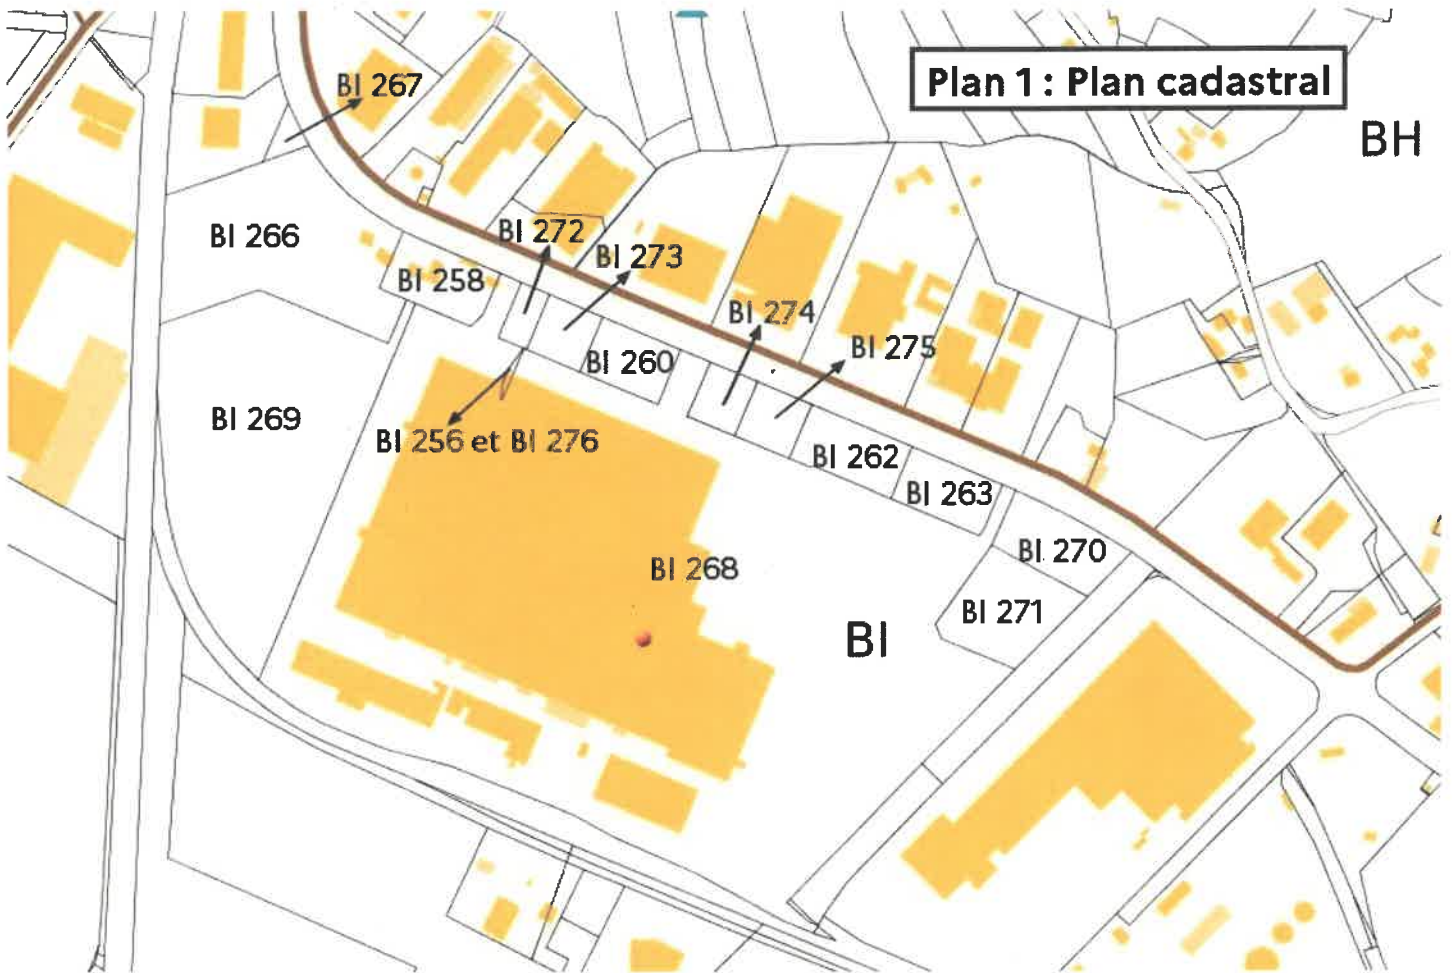 Plan 1 : Plan cadastral
BH
BI 267
BI 266
BI 272
BI 273
BI 258
BI 274
BI 275
BI 260
BI 269
BI 256 et BI 276
BI 262
BI 263
BI 270
BI 268
BI 271
BI